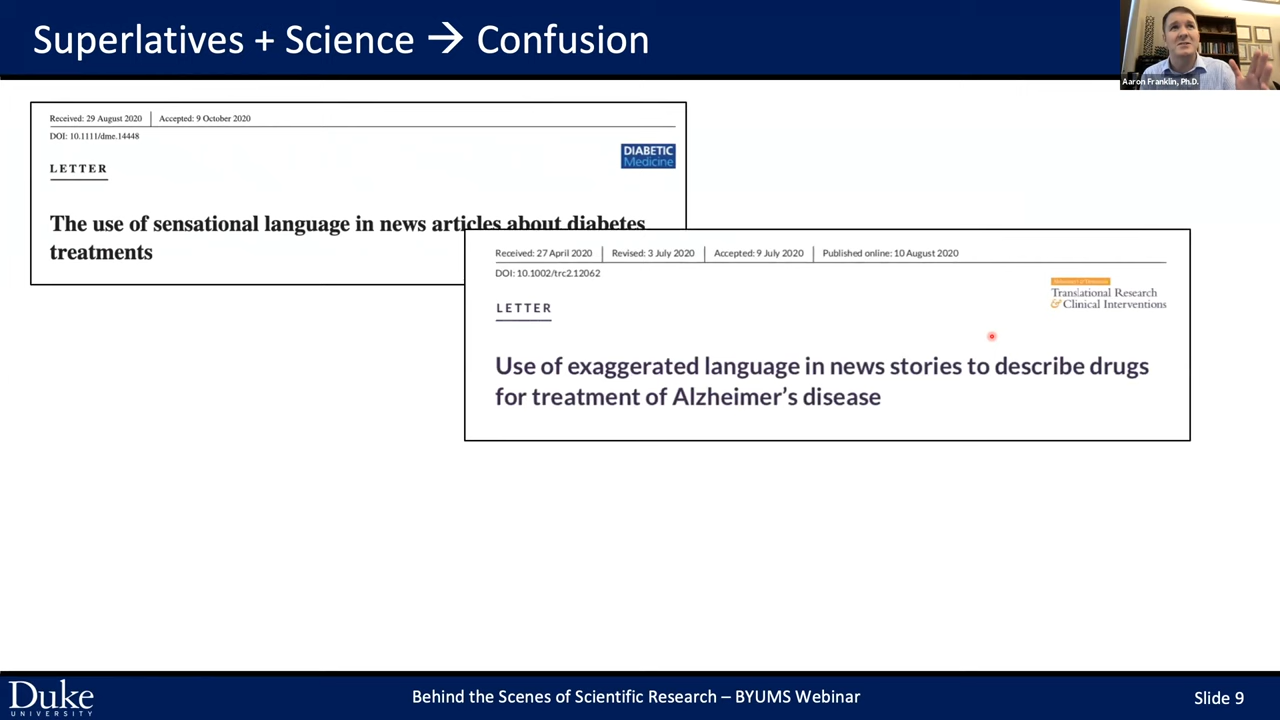 Superlatives + Science → Confusion
Aaron Franklin, Ph.D.
Received: 29 August 2020 | Accepted: 9 October 2020
DOI: 10.1111/dme.14448
DIABETIC
Medicine
LETTER
The use of sensational language in news articles about diabetes
treatments
Received: 27 April 2020 | Revised: 3 July 2020 | Accepted: 9 July 2020 | Published online: 10 August 2020
DOI: 10.1002/trc2.12062
Translational Research
& Clinical Interventions
LETTER
Use of exaggerated language in news stories to describe drugs
for treatment of Alzheimer's disease
Duke
UNIVERSITY
Behind the Scenes of Scientific Research – BYUMS Webinar
Slide 9